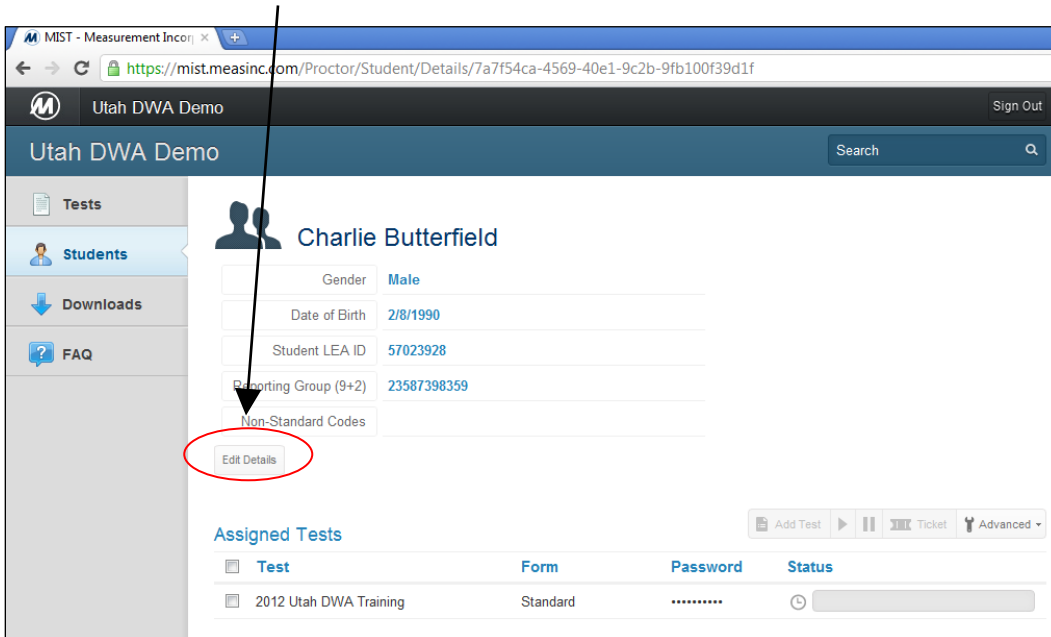 MIST - Measurement Incorp
https://mist.measinc.com/Proctor/Student/Details/7a7f54ca-4569-40e1-9c2b-9fb100f39d1f
Utah DWA Demo Sign Out
Utah DWA Demo Search
Tests
Students
Downloads
FAQ
Charlie Butterfield
Gender Male
Date of Birth 2/8/1990
Student LEA ID 57023928
Reporting Group (9+2) 23587398359
Non-Standard Codes
Edit Details
Assigned Tests Add Test Ticket Advanced
Test Form Password Status
2012 Utah DWA Training Standard ••••••••••